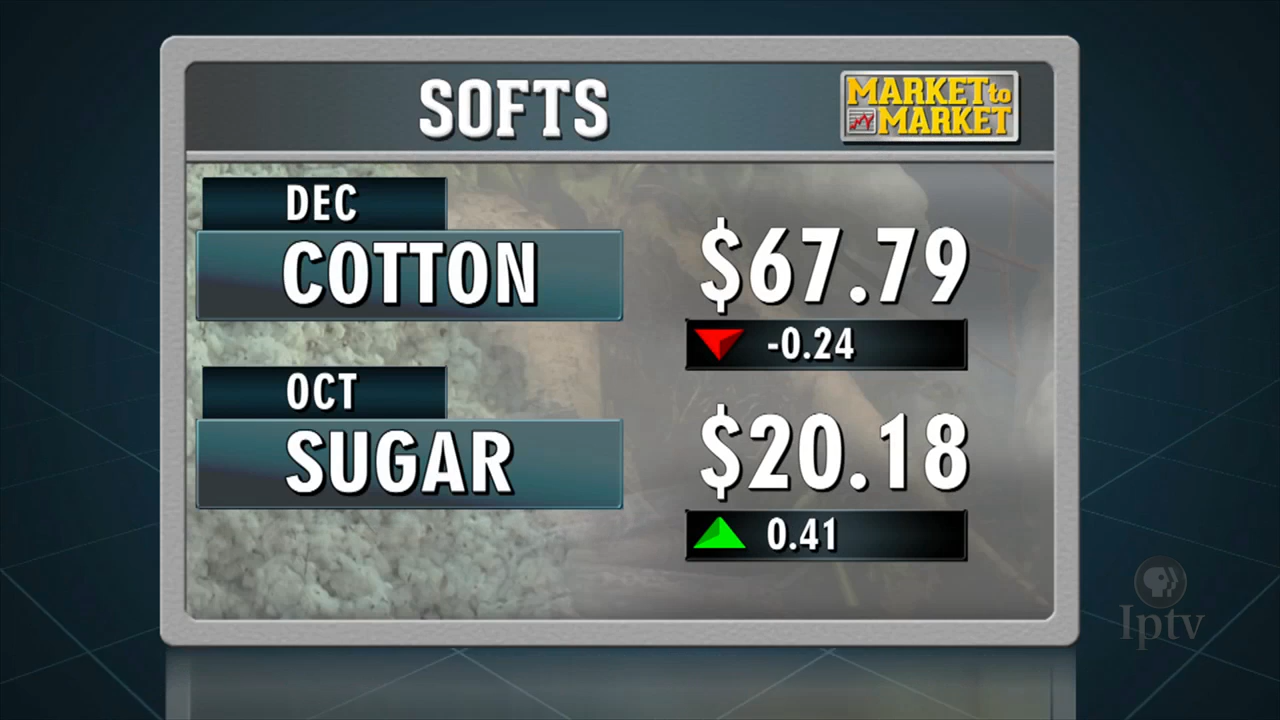 SOFTS
MARKET to
MARKET
DEC
COTTON
$67.79
-0.24
OCT
SUGAR
$20.18
0.41
Iptv